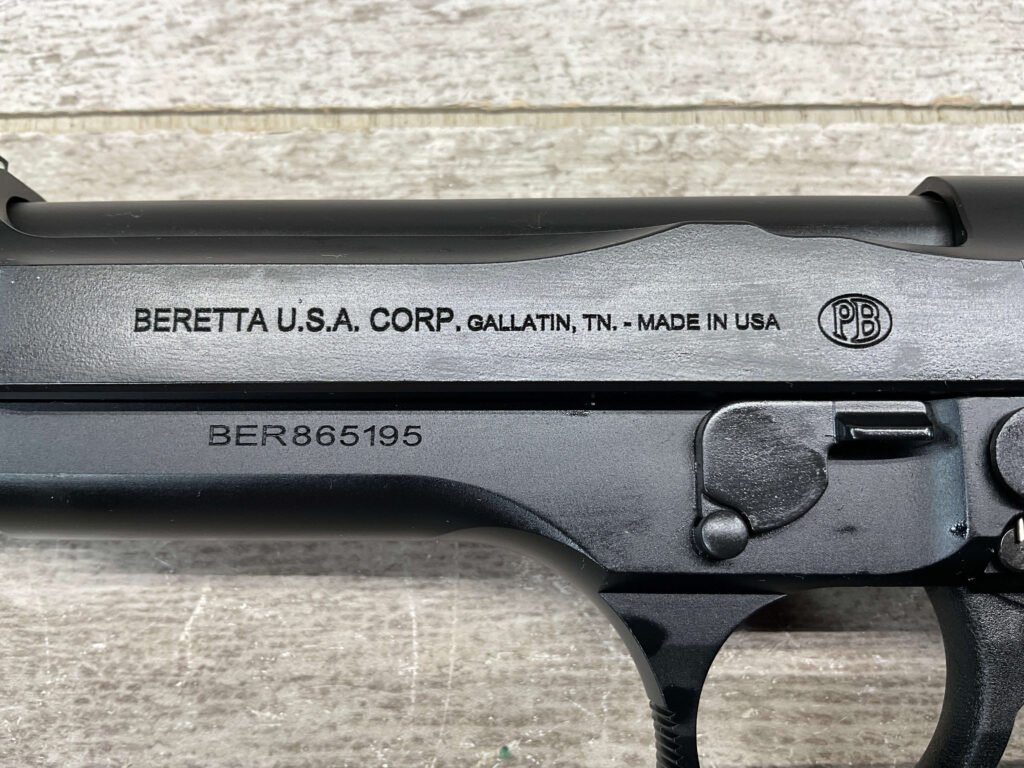 BERETTA U.S.A. CORP. GALLATIN, TN. - MADE IN USA PB
BER865195